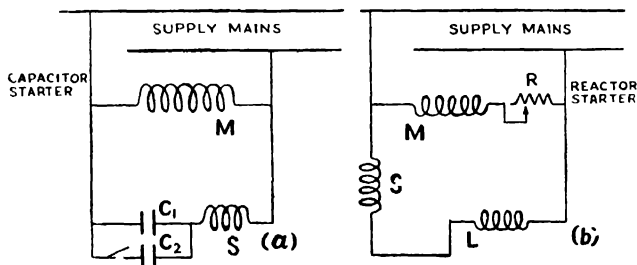 SUPPLY MAINS
CAPACITOR
STARTER
M
C1
C2
S
(a)
SUPPLY MAINS
R
REACTOR
STARTER
M
S
L
(b)